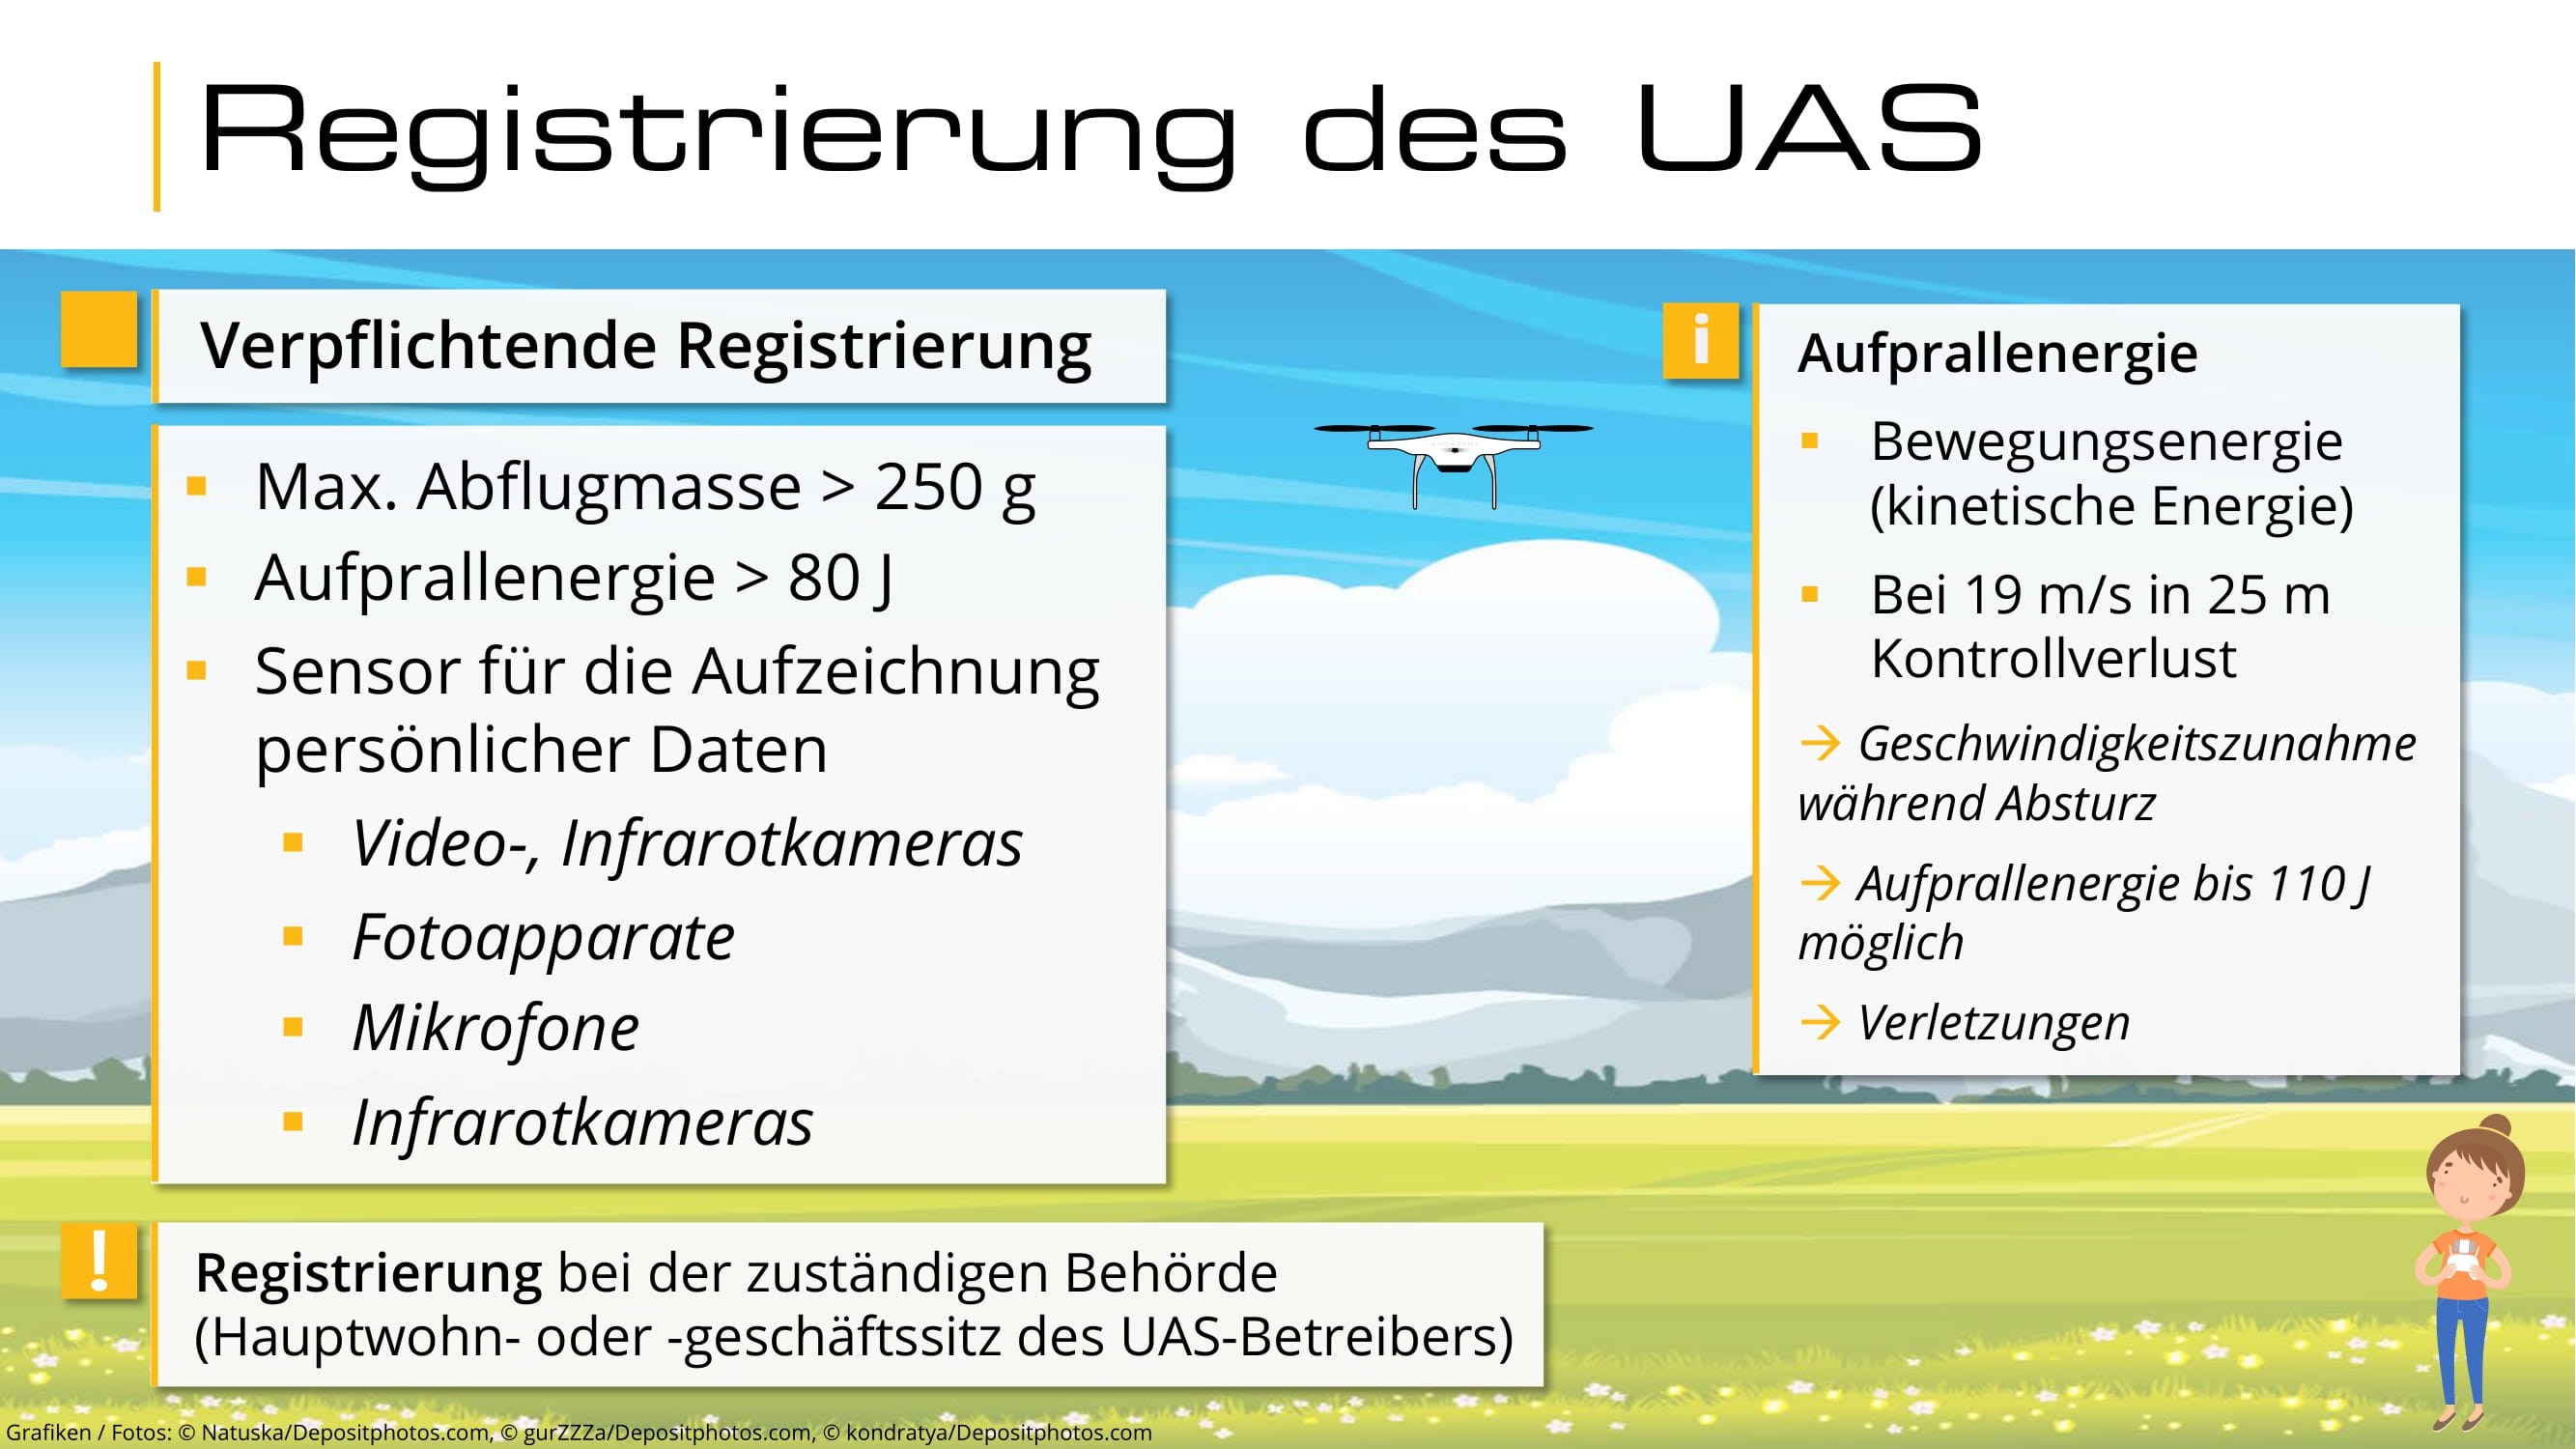 Registrierung des UAS
Verpflichtende Registrierung
Max. Abflugmasse > 250 g
Aufprallenergie > 80 J
Sensor für die Aufzeichnung
persönlicher Daten
Video-, Infrarotkameras
Fotoapparate
Mikrofone
Infrarotkameras
i
Aufprallenergie
Bewegungsenergie
(kinetische Energie)
Bei 19 m/s in 25 m
Kontrollverlust
→ Geschwindigkeitszunahme
während Absturz
→ Aufprallenergie bis 110 J
möglich
→ Verletzungen
!
Registrierung bei der zuständigen Behörde
(Hauptwohn- oder -geschäftssitz des UAS-Betreibers)
Grafiken / Fotos: © Natuska/Depositphotos.com, © gurZZZa/Depositphotos.com, © kondratya/Depositphotos.com